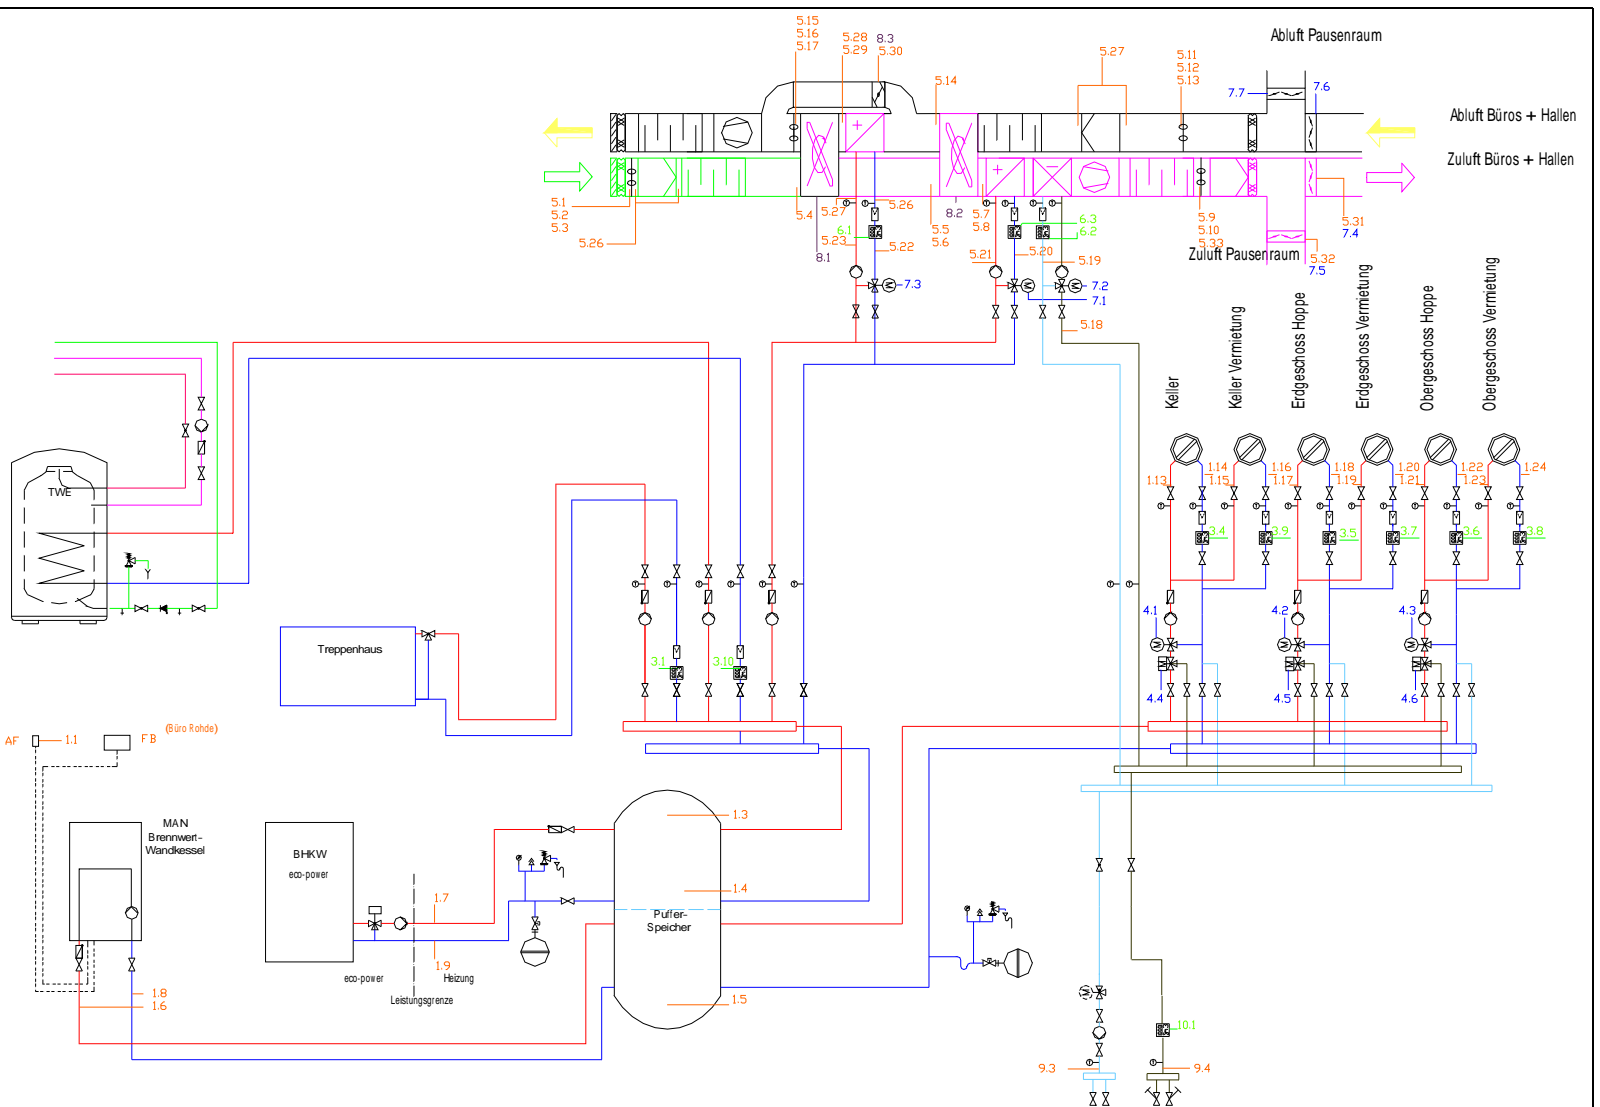 5.15
5.16
5.17
5.28
5.29
8.3
5.30
5.14
5.27
5.11
5.12
5.13
Abluft Pausenraum
7.7
7.6
Abluft Büros + Hallen
Zuluft Büros + Hallen
5.1
5.2
5.3
5.26
5.4
5.27
5.23
6.1
8.1
5.26
5.22
5.5
5.6
8.2
5.7
5.8
5.21
5.20
6.3
6.2
5.19
5.9
5.10
5.33
Zuluft Pausenraum
5.31
7.4
5.32
7.5
7.3
7.2
7.1
5.18
Keller
Keller Vermietung
Erdgeschoss Hoppe
Erdgeschoss Vermietung
Obergeschoss Hoppe
Obergeschoss Vermietung
TWE
1.13
1.14
1.15
1.16
1.17
1.18
1.19
1.20
1.21
1.22
1.23
1.24
3.4
3.9
3.5
3.7
3.6
3.8
4.1
4.2
4.3
M
M
M
M
M
M
4.4
4.5
4.6
Treppenhaus
3.1
3.10
AF
1.1
FB
(Büro Rohde)
MAN
Brennwert-
Wandkessel
BHKW
eco-power
1.7
1.9
eco-power
Heizung
Leistungsgrenze
1.8
1.6
1.3
1.4
Puffer-
Speicher
1.5
M
10.1
9.3
9.4